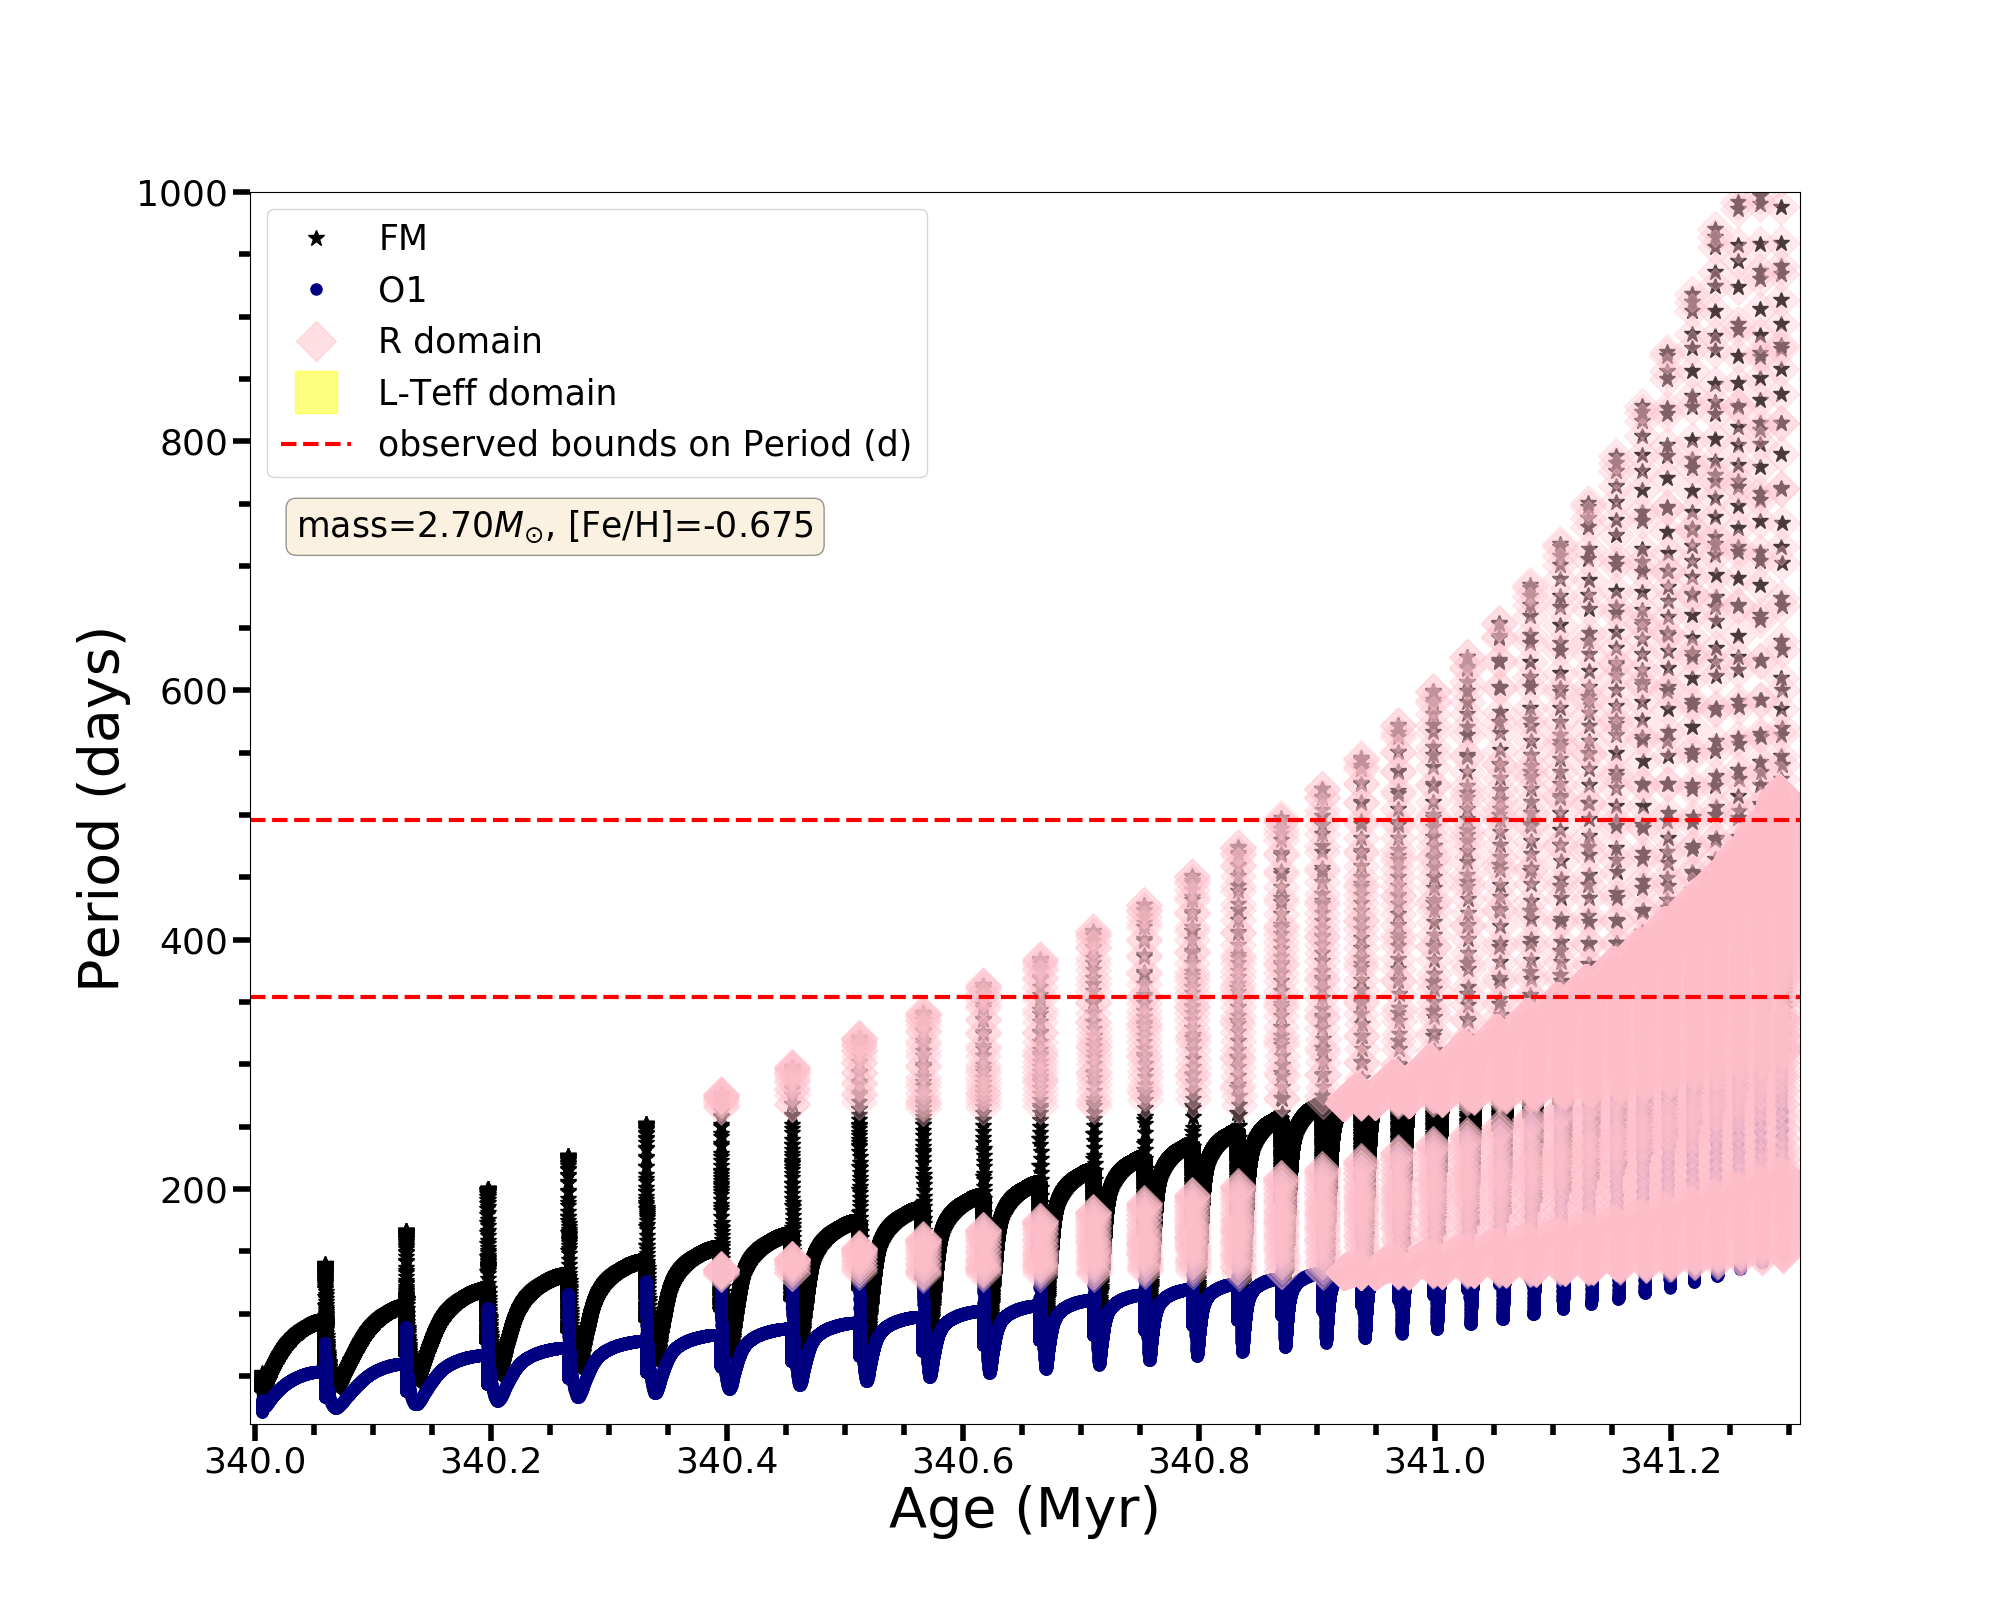 1000
800
600
400
200
Period (days)
FM
O1
R domain
L-Teff domain
observed bounds on Period (d)
mass=2.70M⊙, [Fe/H]=-0.675
340.0 340.2 340.4 340.6 340.8 341.0 341.2
Age (Myr)